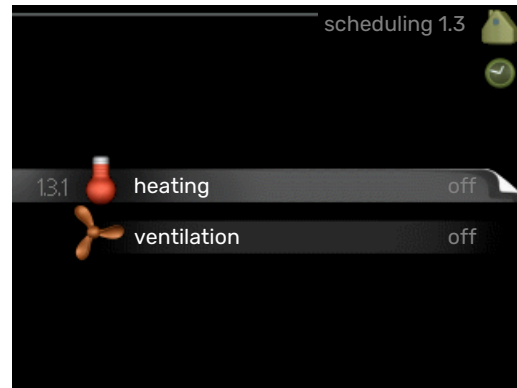 scheduling 1.3
1.3.1 heating off
ventilation off